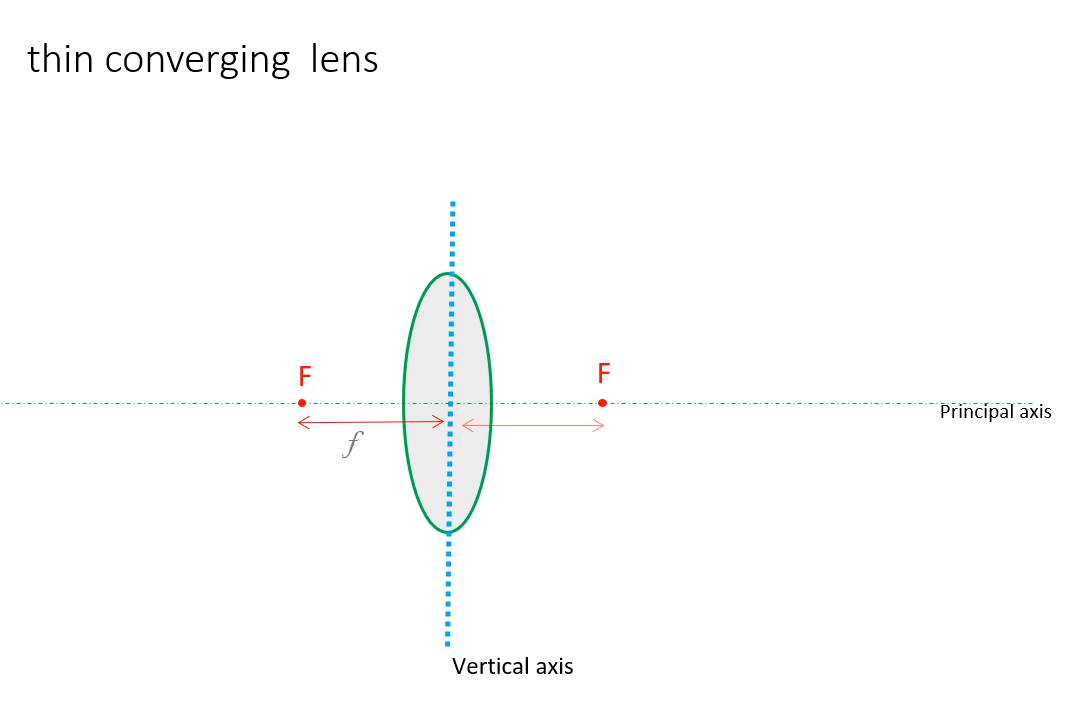 thin converging  lens
F
F
Principal axis
f
Vertical axis